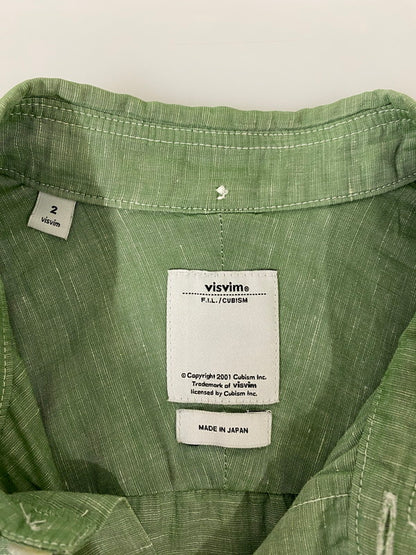 2
visvim
visvim®
F.I.L./CUBISM
© Copyright 2001 Cubism Inc.
Trademark of visvim
licensed by Cubism Inc.
MADE IN JAPAN